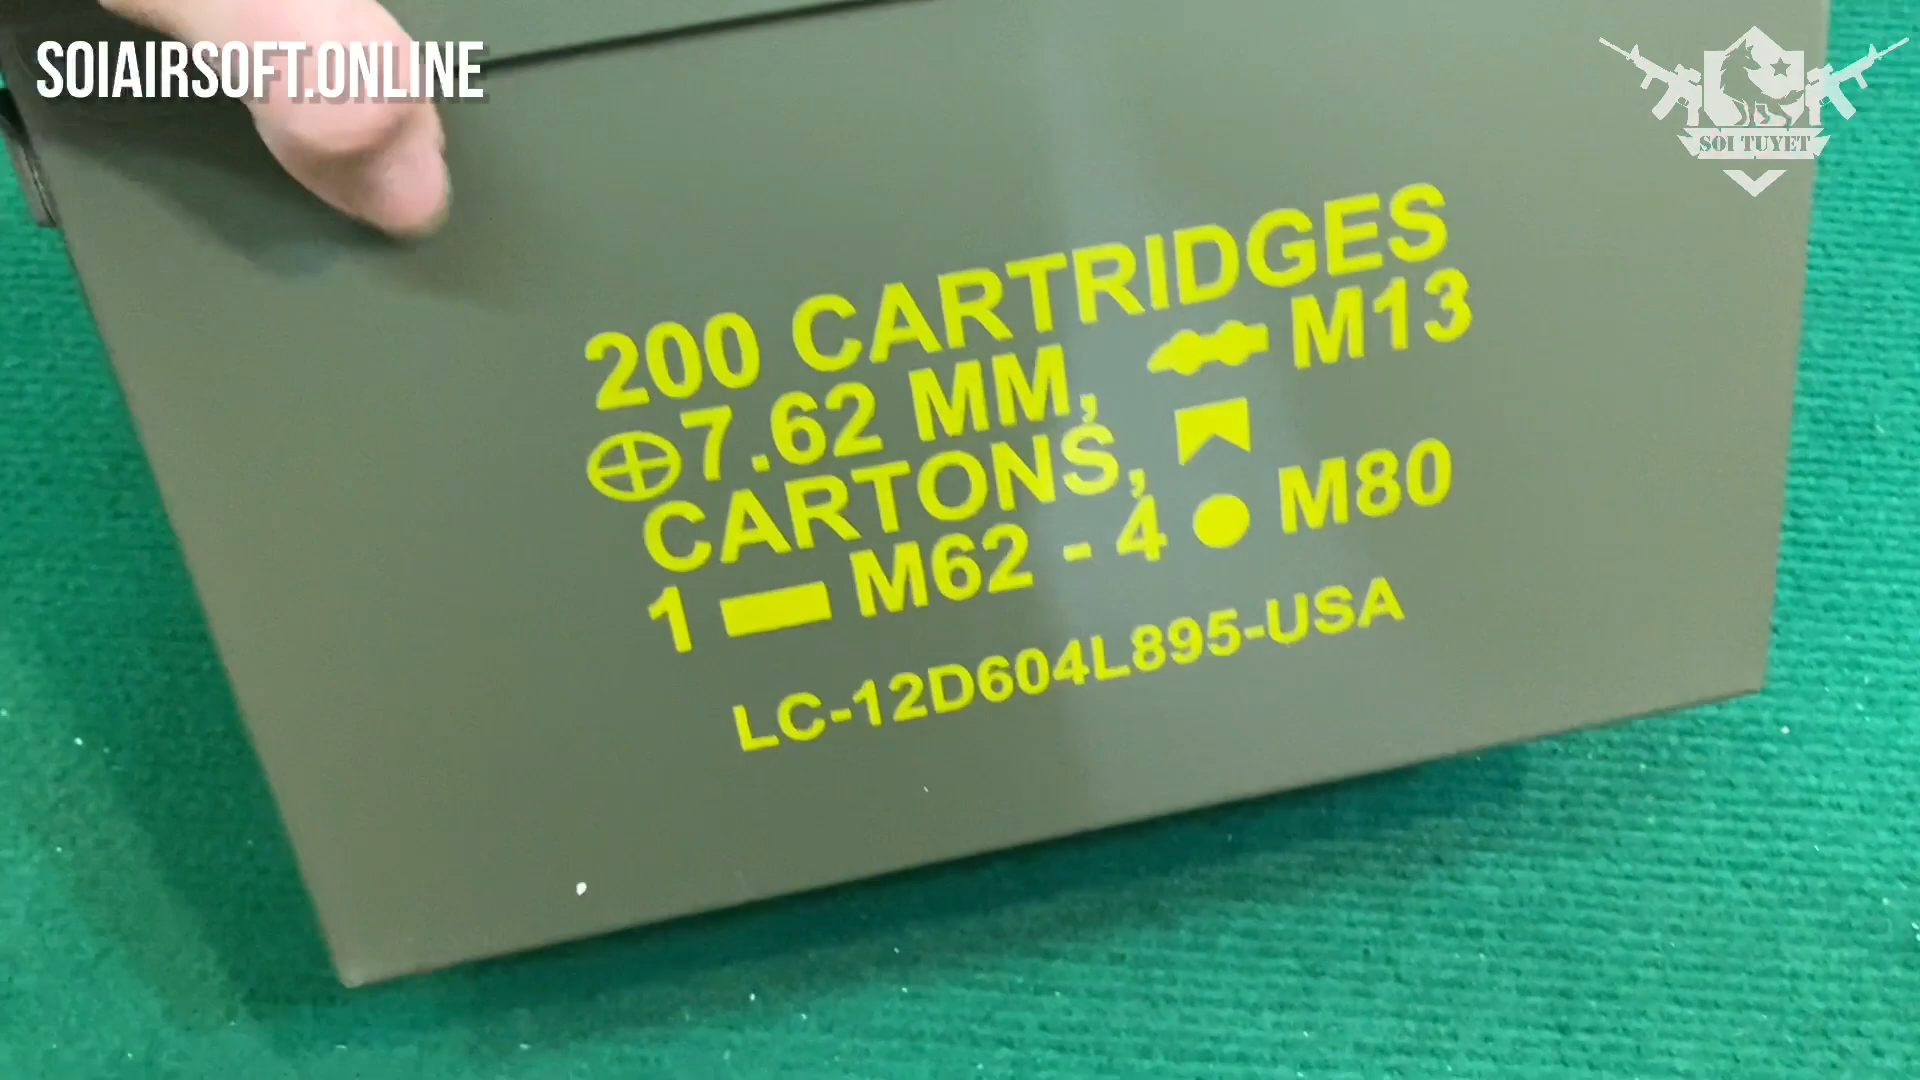 SOIAIRSOFT.ONLINE
SOI TUYET
200 CARTRIDGES
7.62 MM, M13
CARTONS,
1 M62 - 4 M80
LC-12D604L895-USA